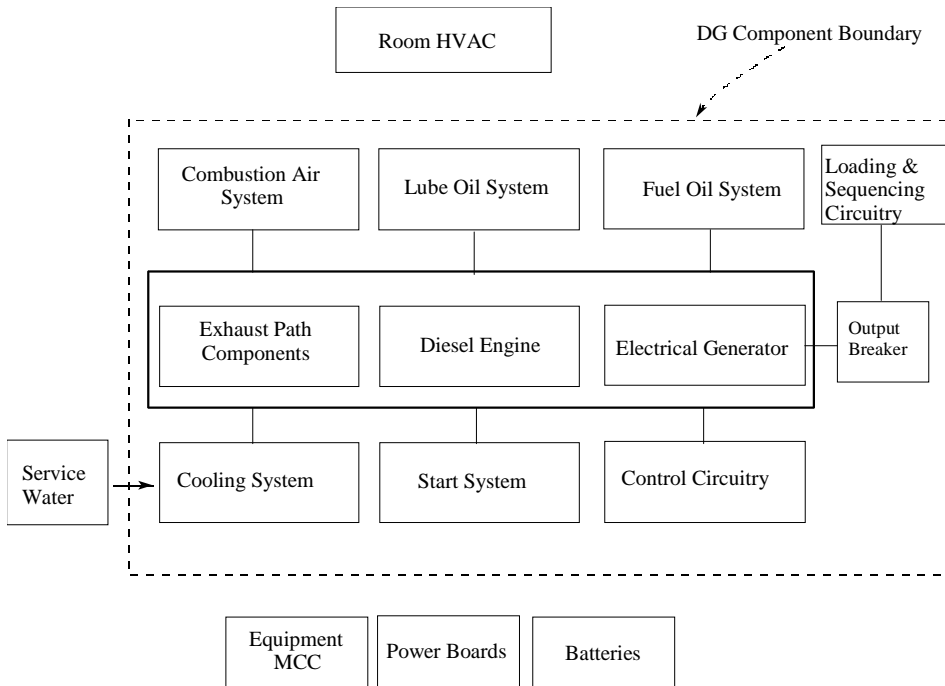 Room HVAC
DG Component Boundary
Combustion Air
System
Lube Oil System
Fuel Oil System
Loading &
Sequencing
Circuitry
Exhaust Path
Components
Diesel Engine
Electrical Generator
Output
Breaker
Service
Water
Cooling System
Start System
Control Circuitry
Equipment
MCC
Power Boards
Batteries